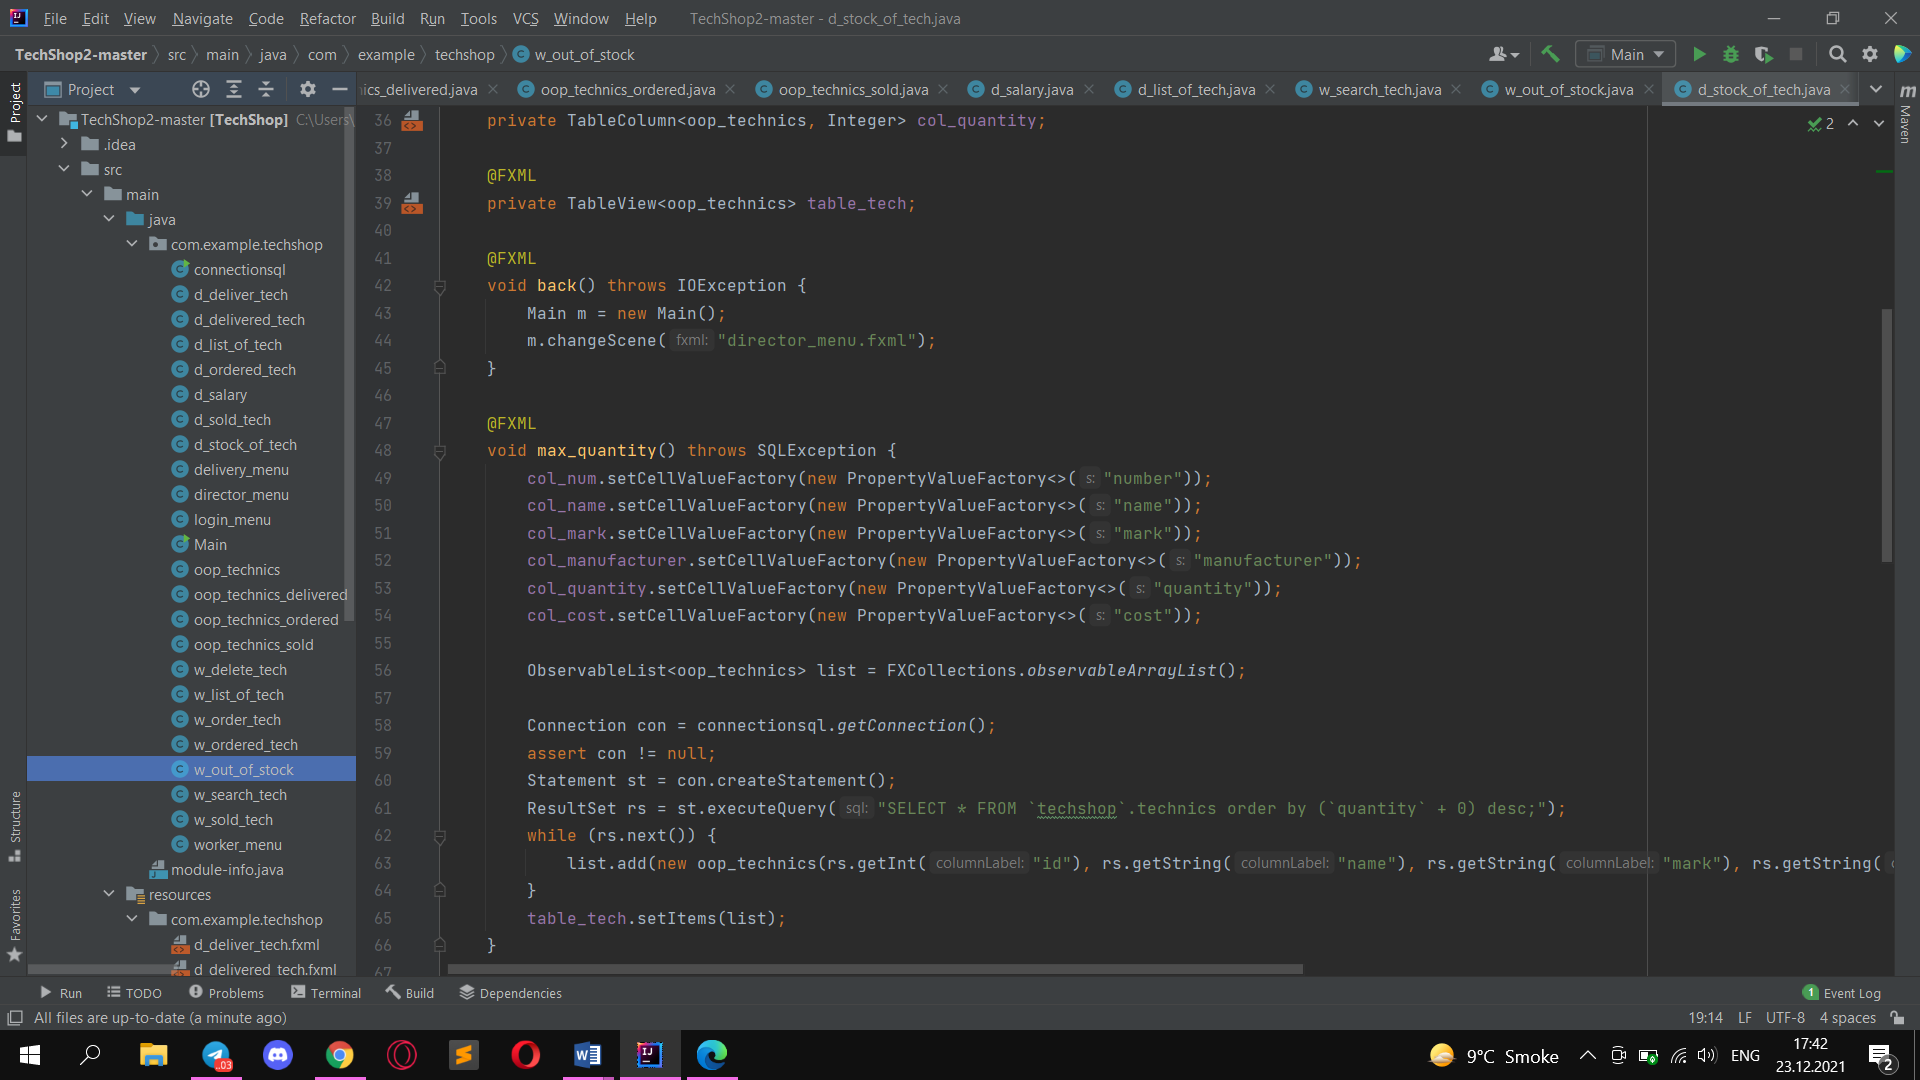 File Edit View Navigate Code Refactor Build Run Tools VCS Window Help TechShop2-master - d_stock_of_tech.java
TechShop2-master src main java com example techshop w_out_of_stock Main
Project ics_delivered.java oop_technics_ordered.java oop_technics_sold.java d_salary.java d_list_of_tech.java w_search_tech.java w_out_of_stock.java d_stock_of_tech.java
Project
Maven
Structure
Favorites
TechShop2-master [TechShop] C:\Users\
.idea
src
main
java
com.example.techshop
connectionsql
d_deliver_tech
d_delivered_tech
d_list_of_tech
d_ordered_tech
d_salary
d_sold_tech
d_stock_of_tech
delivery_menu
director_menu
login_menu
Main
oop_technics
oop_technics_delivered
oop_technics_ordered
oop_technics_sold
w_delete_tech
w_list_of_tech
w_order_tech
w_ordered_tech
w_out_of_stock
w_search_tech
w_sold_tech
worker_menu
module-info.java
resources
com.example.techshop
d_deliver_tech.fxml
d_delivered_tech.fxml
2
36 private TableColumn<oop_technics, Integer> col_quantity;
37
38 @FXML
39 private TableView<oop_technics> table_tech;
40
41 @FXML
42 void back() throws IOException {
43 Main m = new Main();
44 m.changeScene( fxml: "director_menu.fxml");
45 }
46
47 @FXML
48 void max_quantity() throws SQLException {
49 col_num.setCellValueFactory(new PropertyValueFactory<>( s: "number"));
50 col_name.setCellValueFactory(new PropertyValueFactory<>( s: "name"));
51 col_mark.setCellValueFactory(new PropertyValueFactory<>( s: "mark"));
52 col_manufacturer.setCellValueFactory(new PropertyValueFactory<>( s: "manufacturer"));
53 col_quantity.setCellValueFactory(new PropertyValueFactory<>( s: "quantity"));
54 col_cost.setCellValueFactory(new PropertyValueFactory<>( s: "cost"));
55
56 ObservableList<oop_technics> list = FXCollections.observableArrayList();
57
58 Connection con = connectionsql.getConnection();
59 assert con != null;
60 Statement st = con.createStatement();
61 ResultSet rs = st.executeQuery( sql: "SELECT * FROM `techshop`.technics order by (`quantity` + 0) desc;");
62 while (rs.next()) {
63 list.add(new oop_technics(rs.getInt( columnLabel: "id"), rs.getString( columnLabel: "name"), rs.getString( columnLabel: "mark"), rs.getString(
64 }
65 table_tech.setItems(list);
66 }
67
Run TODO Problems Terminal Build Dependencies 1 Event Log
All files are up-to-date (a minute ago) 19:14 LF UTF-8 4 spaces
03 9°C Smoke ENG 17:42
23.12.2021 2